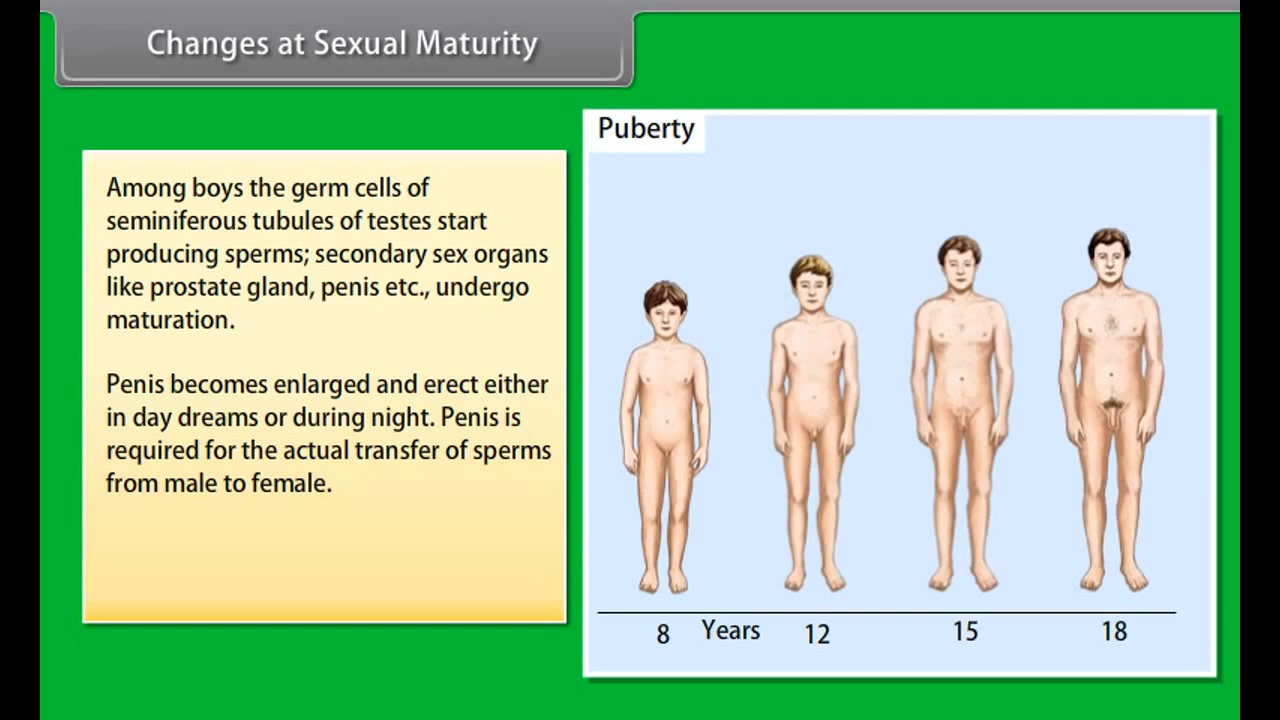 Changes at Sexual Maturity
Among boys the germ cells of
seminiferous tubules of testes start
producing sperms; secondary sex organs
like prostate gland, penis etc., undergo
maturation.
Penis becomes enlarged and erect either
in day dreams or during night. Penis is
required for the actual transfer of sperms
from male to female.
Puberty
8 Years 12 15 18